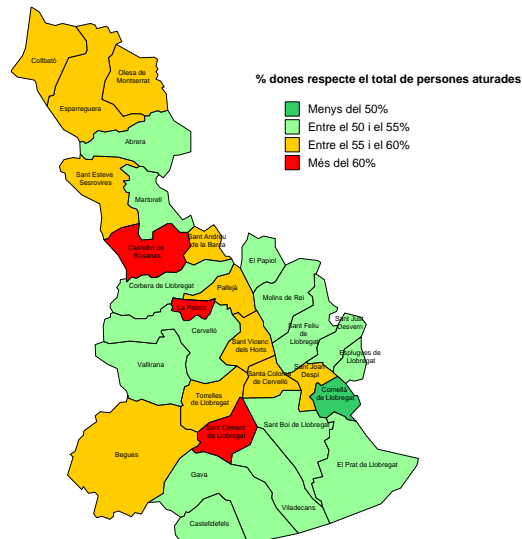 % dones respecte el total de persones aturades
Menys del 50%
Entre el 50 i el 55%
Entre el 55 i el 60%
Més del 60%
Collbató
Olesa de
Montserrat
Esparreguera
Abrera
Sant Esteve
Sesrovires
Martorell
Castellví de
Rosanes
Sant Andreu
de la Barca
El Papiol
Corbera de Llobregat
Pallejà
Molins de Rei
La Palma
Cervelló
Sant Vicenç
dels Horts
Sant Feliu
de
Llobregat
Sant Just
Desvern
Esplugues de
Llobregat
Vallirana
Santa Coloma
de Cervelló
Sant Joan
Despí
Cornellà
de Llobregat
Torrelles
de Llobregat
Sant Climent
de Llobregat
Sant Boi de Llobregat
Begues
El Prat de Llobregat
Gava
Viladecans
Castelldefels